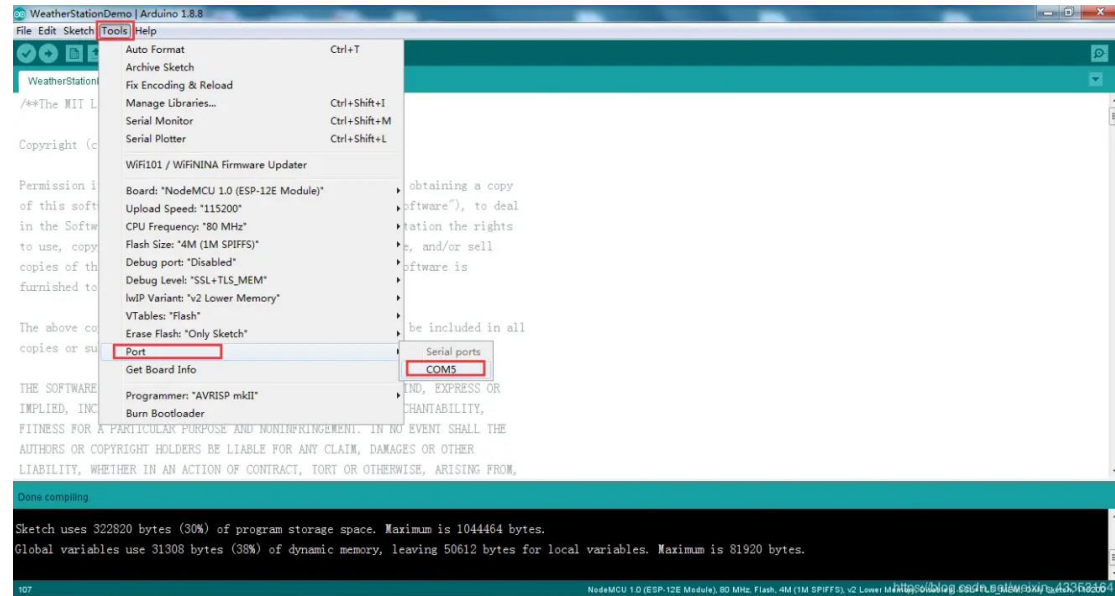 WeatherStationDemo | Arduino 1.8.8
File Edit Sketch Tools Help
Auto Format Ctrl+T
Archive Sketch
Fix Encoding & Reload
Manage Libraries... Ctrl+Shift+I
Serial Monitor Ctrl+Shift+M
Serial Plotter Ctrl+Shift+L
WiFi101 / WiFiNINA Firmware Updater
Board: "NodeMCU 1.0 (ESP-12E Module)"
Upload Speed: "115200"
CPU Frequency: "80 MHz"
Flash Size: "4M (1M SPIFFS)"
Debug port: "Disabled"
Debug Level: "SSL+TLS_MEM"
lwIP Variant: "v2 Lower Memory"
VTables: "Flash"
Erase Flash: "Only Sketch"
Port
Get Board Info
Programmer: "AVRISP mkII"
Burn Bootloader
Serial ports
COM5
WeatherStation
/**The MIT L
Copyright (c
Permission i obtaining a copy
of this soft oftware"), to deal
in the Softw tation the rights
to use, copy e, and/or sell
copies of th oftware is
furnished to
The above co be included in all
copies or su
THE SOFTWARE IND, EXPRESS OR
IMPLIED, INC CHANTABILITY,
FITNESS FOR A PARTICULAR PURPOSE AND NONINFRINGEMENT. IN NO EVENT SHALL THE
AUTHORS OR COPYRIGHT HOLDERS BE LIABLE FOR ANY CLAIM, DAMAGES OR OTHER
LIABILITY, WHETHER IN AN ACTION OF CONTRACT, TORT OR OTHERWISE, ARISING FROM,
Done compiling.
Sketch uses 322820 bytes (30%) of program storage space. Maximum is 1044464 bytes.
Global variables use 31308 bytes (38%) of dynamic memory, leaving 50612 bytes for local variables. Maximum is 81920 bytes.
107 NodeMCU 1.0 (ESP-12E Module), 80 MHz, Flash, 4M (1M SPIFFS), v2 Lower
https://blog.csdn.net/weixin_43353164